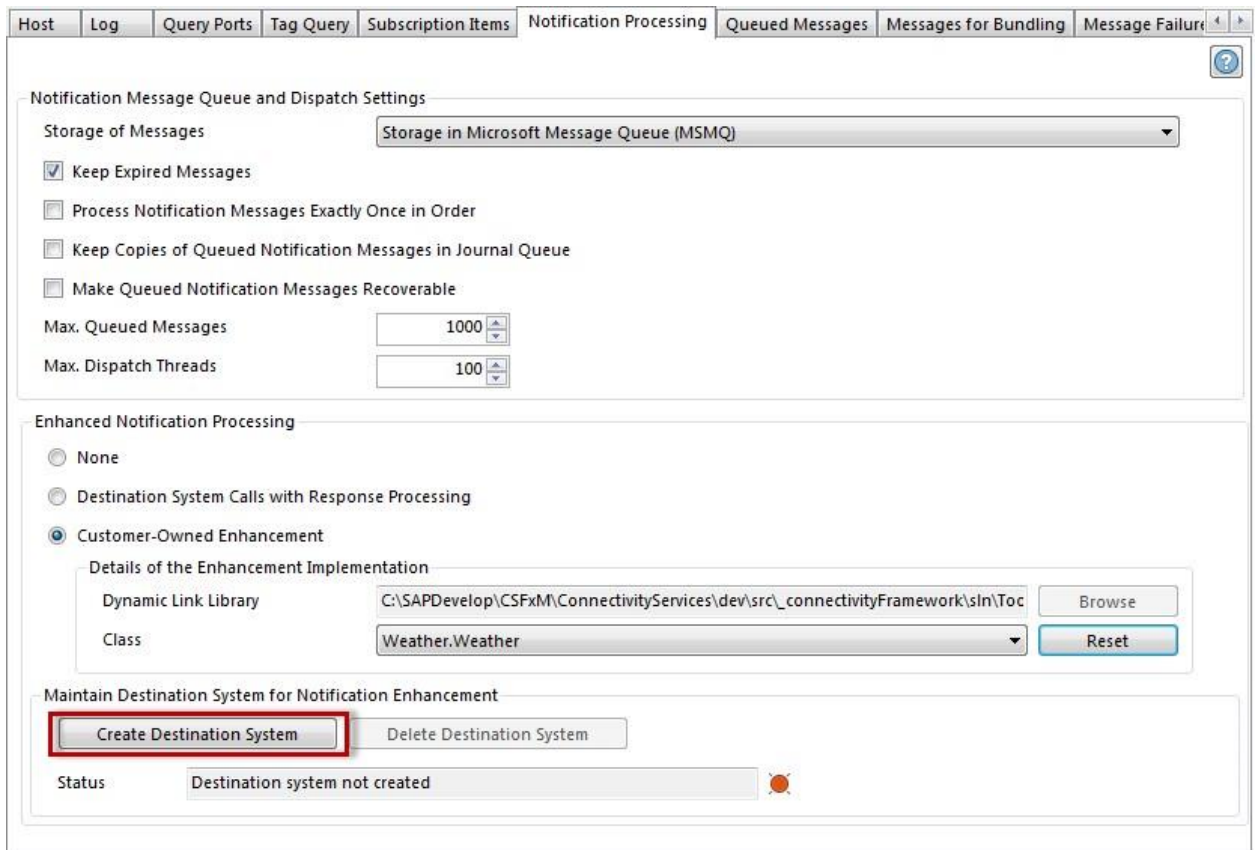 Host Log Query Ports Tag Query Subscription Items Notification Processing Queued Messages Messages for Bundling Message Failure
Notification Message Queue and Dispatch Settings
Storage of Messages Storage in Microsoft Message Queue (MSMQ)
Keep Expired Messages
Process Notification Messages Exactly Once in Order
Keep Copies of Queued Notification Messages in Journal Queue
Make Queued Notification Messages Recoverable
Max. Queued Messages 1000
Max. Dispatch Threads 100
Enhanced Notification Processing
None
Destination System Calls with Response Processing
Customer-Owned Enhancement
Details of the Enhancement Implementation
Dynamic Link Library C:\SAPDevelop\CSFxM\ConnectivityServices\dev\src\_connectivityFramework\sln\Toc Browse
Class Weather.Weather Reset
Maintain Destination System for Notification Enhancement
Create Destination System Delete Destination System
Status Destination system not created